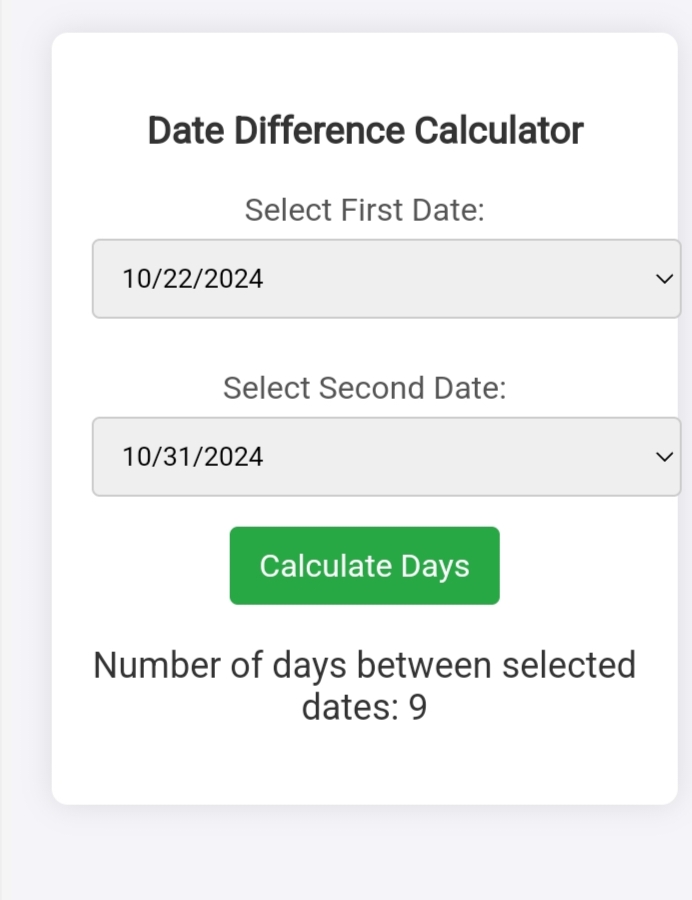 Date Difference Calculator
Select First Date:
10/22/2024
Select Second Date:
10/31/2024
Calculate Days
Number of days between selected
dates: 9